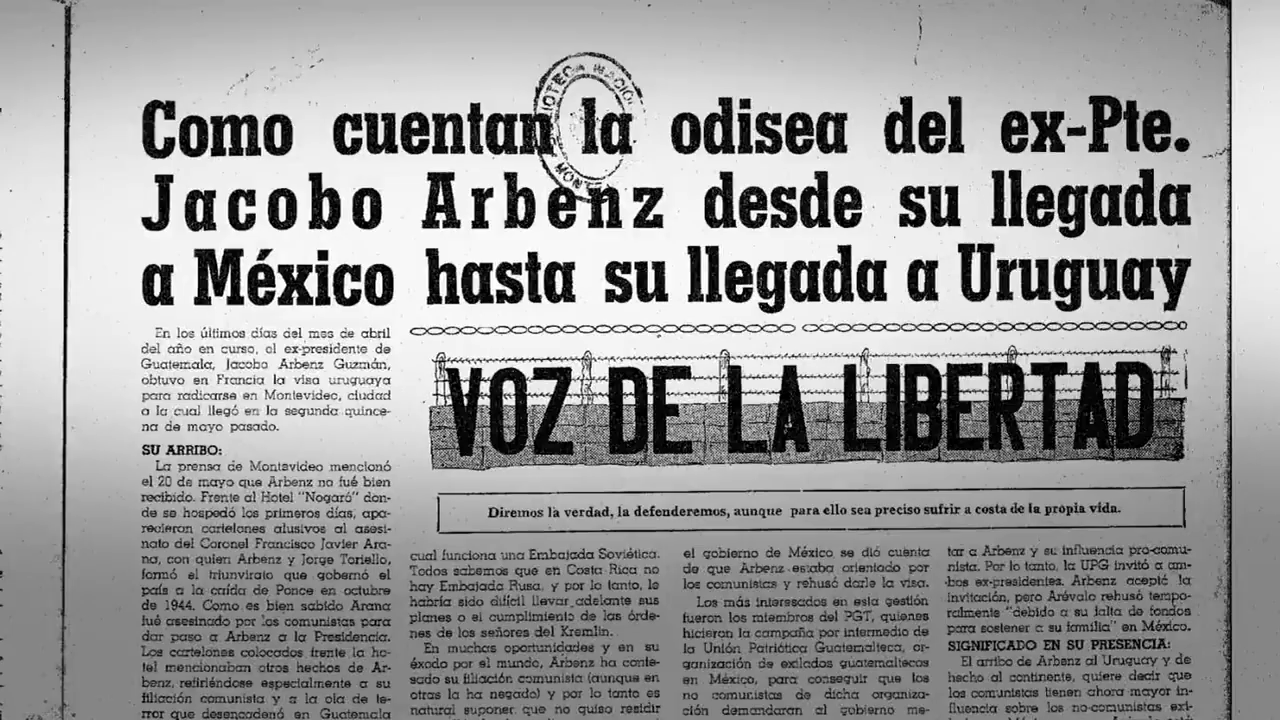 Como cuentan la odisea del ex-Pte.
Jacobo Arbenz desde su llegada
a México hasta su llegada a Uruguay
En los últimos días del mes de abril
del año en curso, el ex-presidente de
Guatemala, Jacobo Arbenz Guzmán,
obtuvo en Francia la visa uruguaya
para radicarse en Montevideo, ciudad
a la cual llegó en la segunda quince-
na de mayo pasado.
SU ARRIBO:
La prensa de Montevideo mencionó
el 20 de mayo que Arbenz no fué bien
recibido. Frente al Hotel "Nogaró" don-
de se hospedó los primeros días, apa-
recieron cartelones alusivos al asesi-
nato del Coronel Francisco Javier Ara-
na, con quien Arbenz y Jorge Toriello,
formó el triunvirato que gobernó el
país a la caída de Ponce en octubre
de 1944. Como es bien sabido Arana
fué asesinado por los comunistas para
dar paso a Arbenz a la Presidencia.
Los cartelones colocados frente la ho-
tel mencionaban otros hechos de Ar-
benz, refiriéndose especialmente a su
filiación comunista y a la ola de te-
rror que desencadenó en Guatemala
VOZ DE LA LIBERTAD
Diremos la verdad, la defenderemos, aunque para ello sea preciso sufrir a costa de la propia vida.
cual funciona una Embajada Soviética.
Todos sabemos que en Costa Rica no
hay Embajada Rusa, y por lo tanto, le
habría sido difícil llevar adelante sus
planes o el cumplimiento de las órde-
nes de los señores del Kremlin.
En muchas oportunidades y en su
éxodo por el mundo, Arbenz ha confe-
sado su filiación comunista (aunque en
otras la ha negado) y por lo tanto es
natural suponer que no quiso residir
el gobierno de México se dió cuenta
de que Arbenz estaba orientado por
los comunistas y rehusó darle la visa.
Los más interesados en esta gestión
fueron los miembros del PGT, quienes
hicieron la campaña por intermedio de
la Unión Patriótica Guatemalteca, or-
ganización de exilados guatemaltecos
en México, para conseguir que los
no comunistas de dicha organiza-
ción demandaran al gobierno me-
tar a Arbenz y su influencia pro-comu-
nista. Por lo tanto, la UPG invitó a am-
bos ex-presidentes. Arbenz aceptó la
invitación, pero Arévalo rehusó tempo-
ralmente "debido a su falta de fondos
para sostener a su familia" en México.
SIGNIFICADO EN SU PRESENCIA:
El arribo de Arbenz al Uruguay y de
hecho al continente, quiere decir que
los comunistas tienen ahora mayor in-
fluencia sobre los no-comunistas exi-